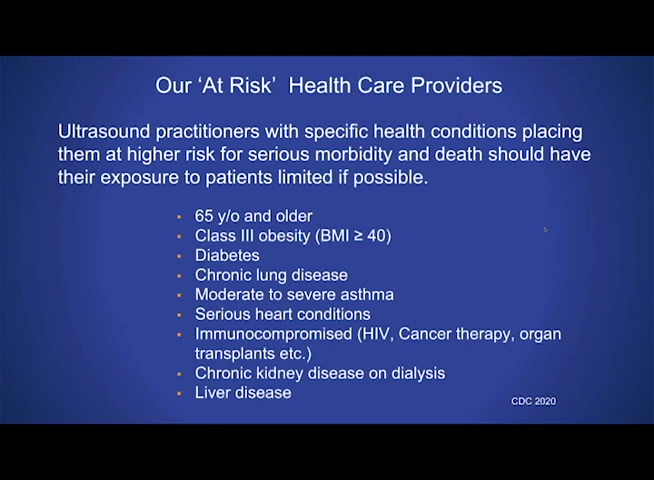 Our ‘At Risk’ Health Care Providers
Ultrasound practitioners with specific health conditions placing
them at higher risk for serious morbidity and death should have
their exposure to patients limited if possible.
▪ 65 y/o and older
▪ Class III obesity (BMI ≥ 40)
▪ Diabetes
▪ Chronic lung disease
▪ Moderate to severe asthma
▪ Serious heart conditions
▪ Immunocompromised (HIV, Cancer therapy, organ
transplants etc.)
▪ Chronic kidney disease on dialysis
▪ Liver disease
CDC 2020